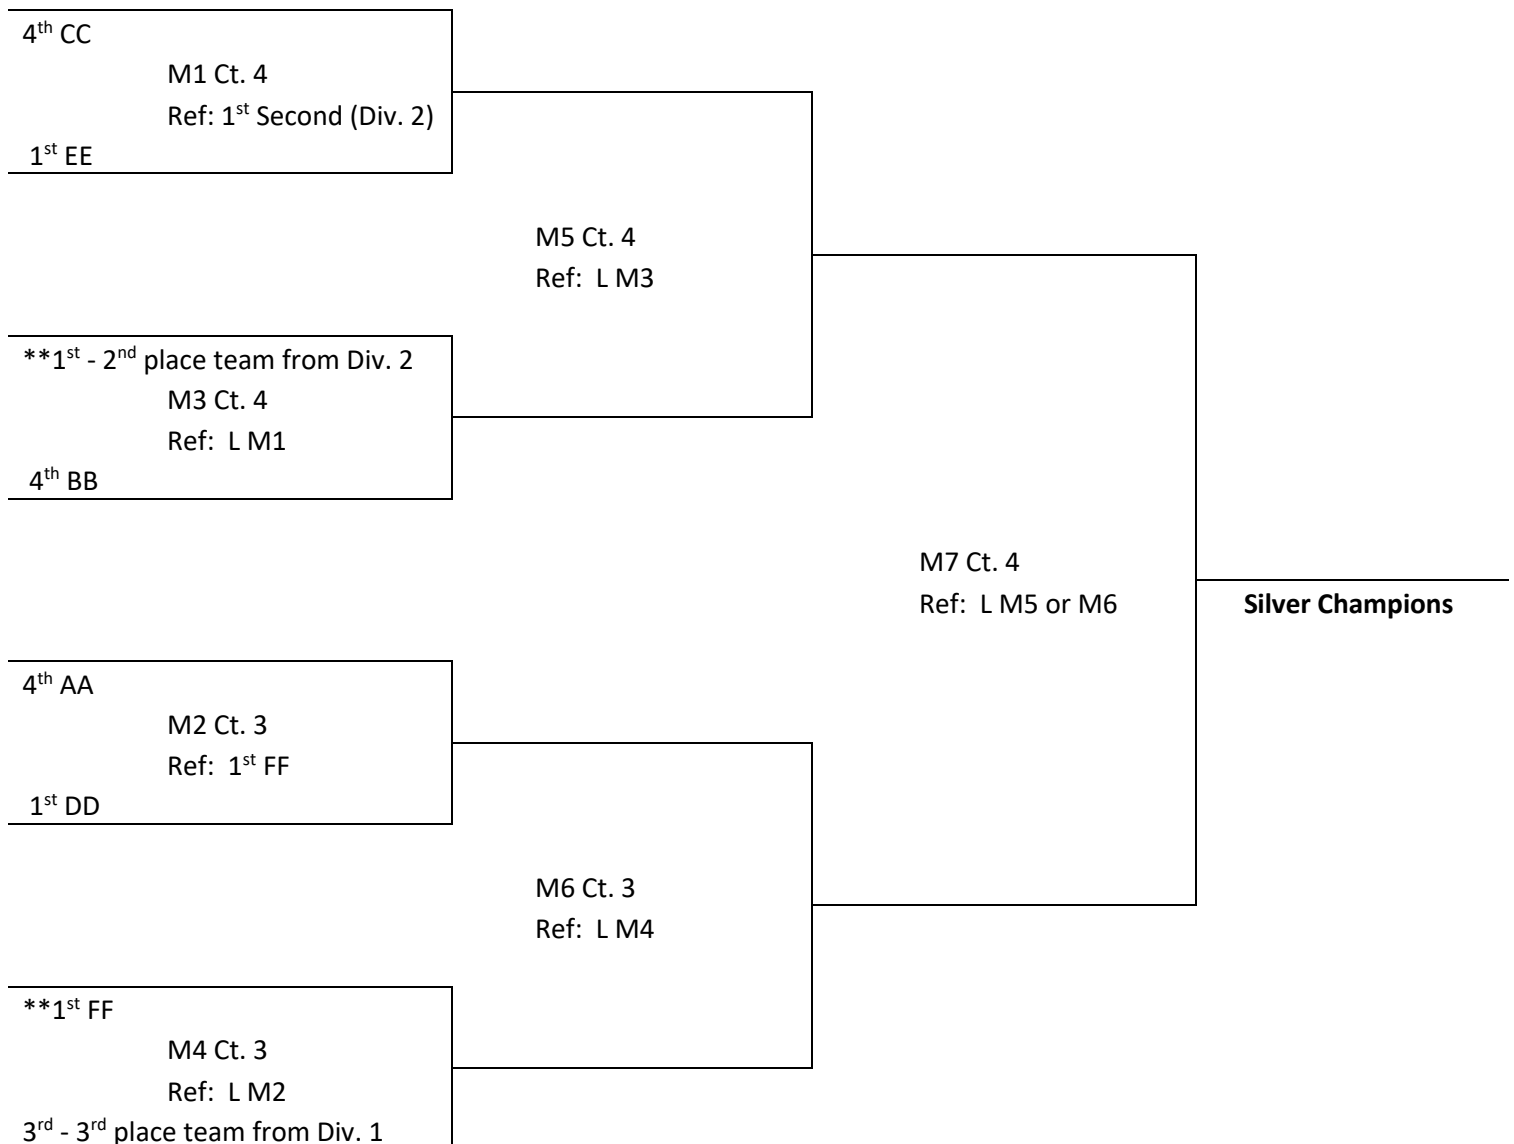 4th CC
M1 Ct. 4
Ref: 1st Second (Div. 2)
1st EE
M5 Ct. 4
Ref: L M3
**1st - 2nd place team from Div. 2
M3 Ct. 4
Ref: L M1
4th BB
M7 Ct. 4
Ref: L M5 or M6
Silver Champions
4th AA
M2 Ct. 3
Ref: 1st FF
1st DD
M6 Ct. 3
Ref: L M4
**1st FF
M4 Ct. 3
Ref: L M2
3rd - 3rd place team from Div. 1